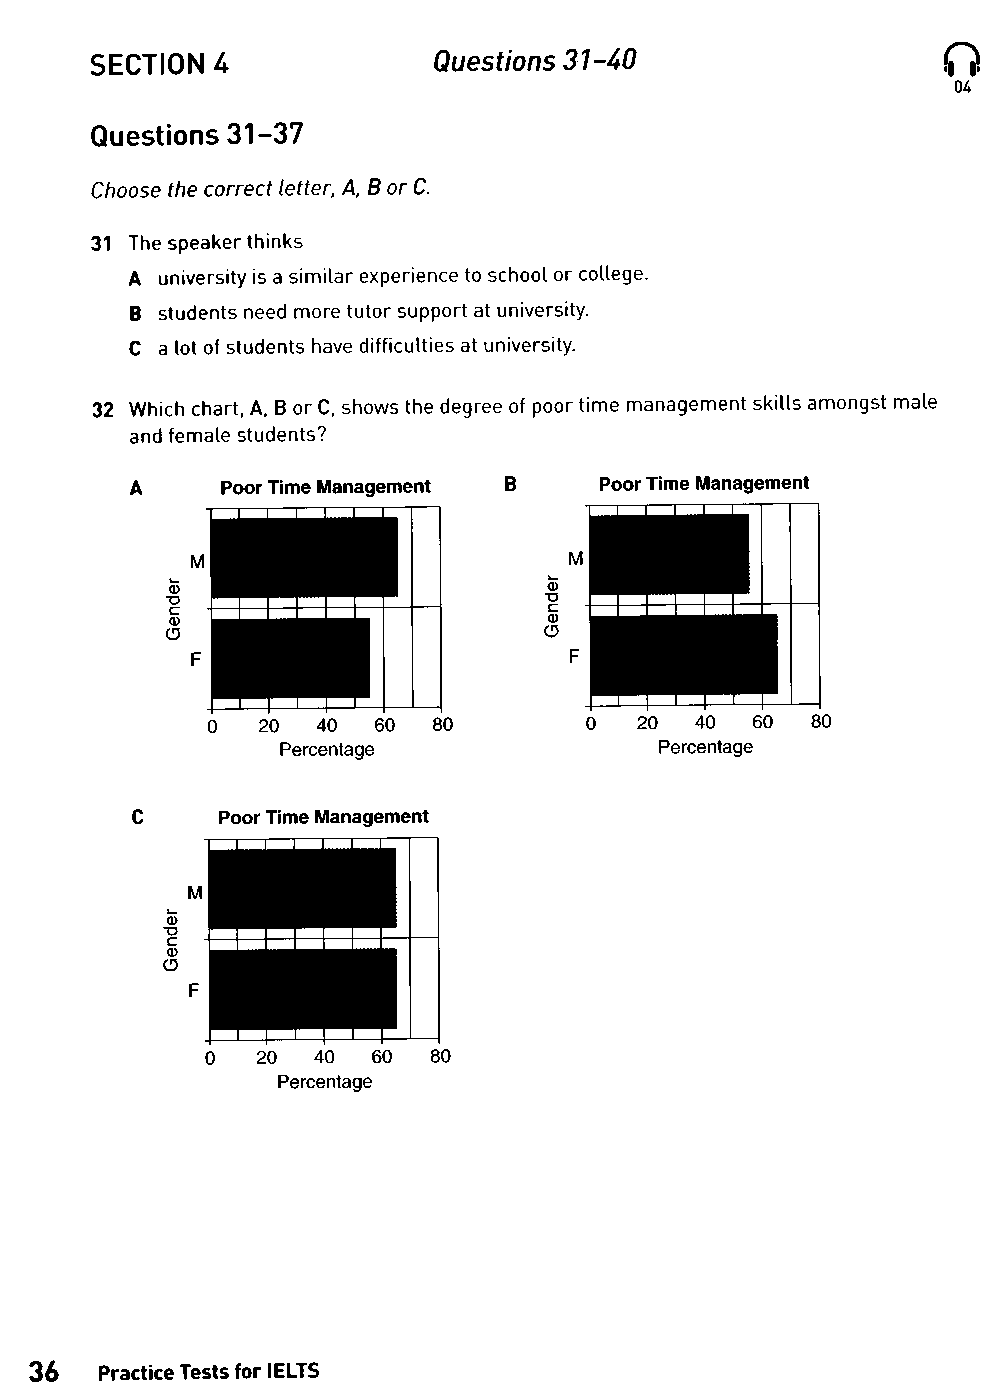 SECTION 4
Questions 31–40
04
Questions 31–37
Choose the correct letter, A, B or C.
31 The speaker thinks
A university is a similar experience to school or college.
B students need more tutor support at university.
C a lot of students have difficulties at university.
32 Which chart, A, B or C, shows the degree of poor time management skills amongst male
and female students?
A Poor Time Management
M
Gender
F
0 20 40 60 80
Percentage
B Poor Time Management
M
Gender
F
0 20 40 60 80
Percentage
C Poor Time Management
M
Gender
F
0 20 40 60 80
Percentage
36 Practice Tests for IELTS